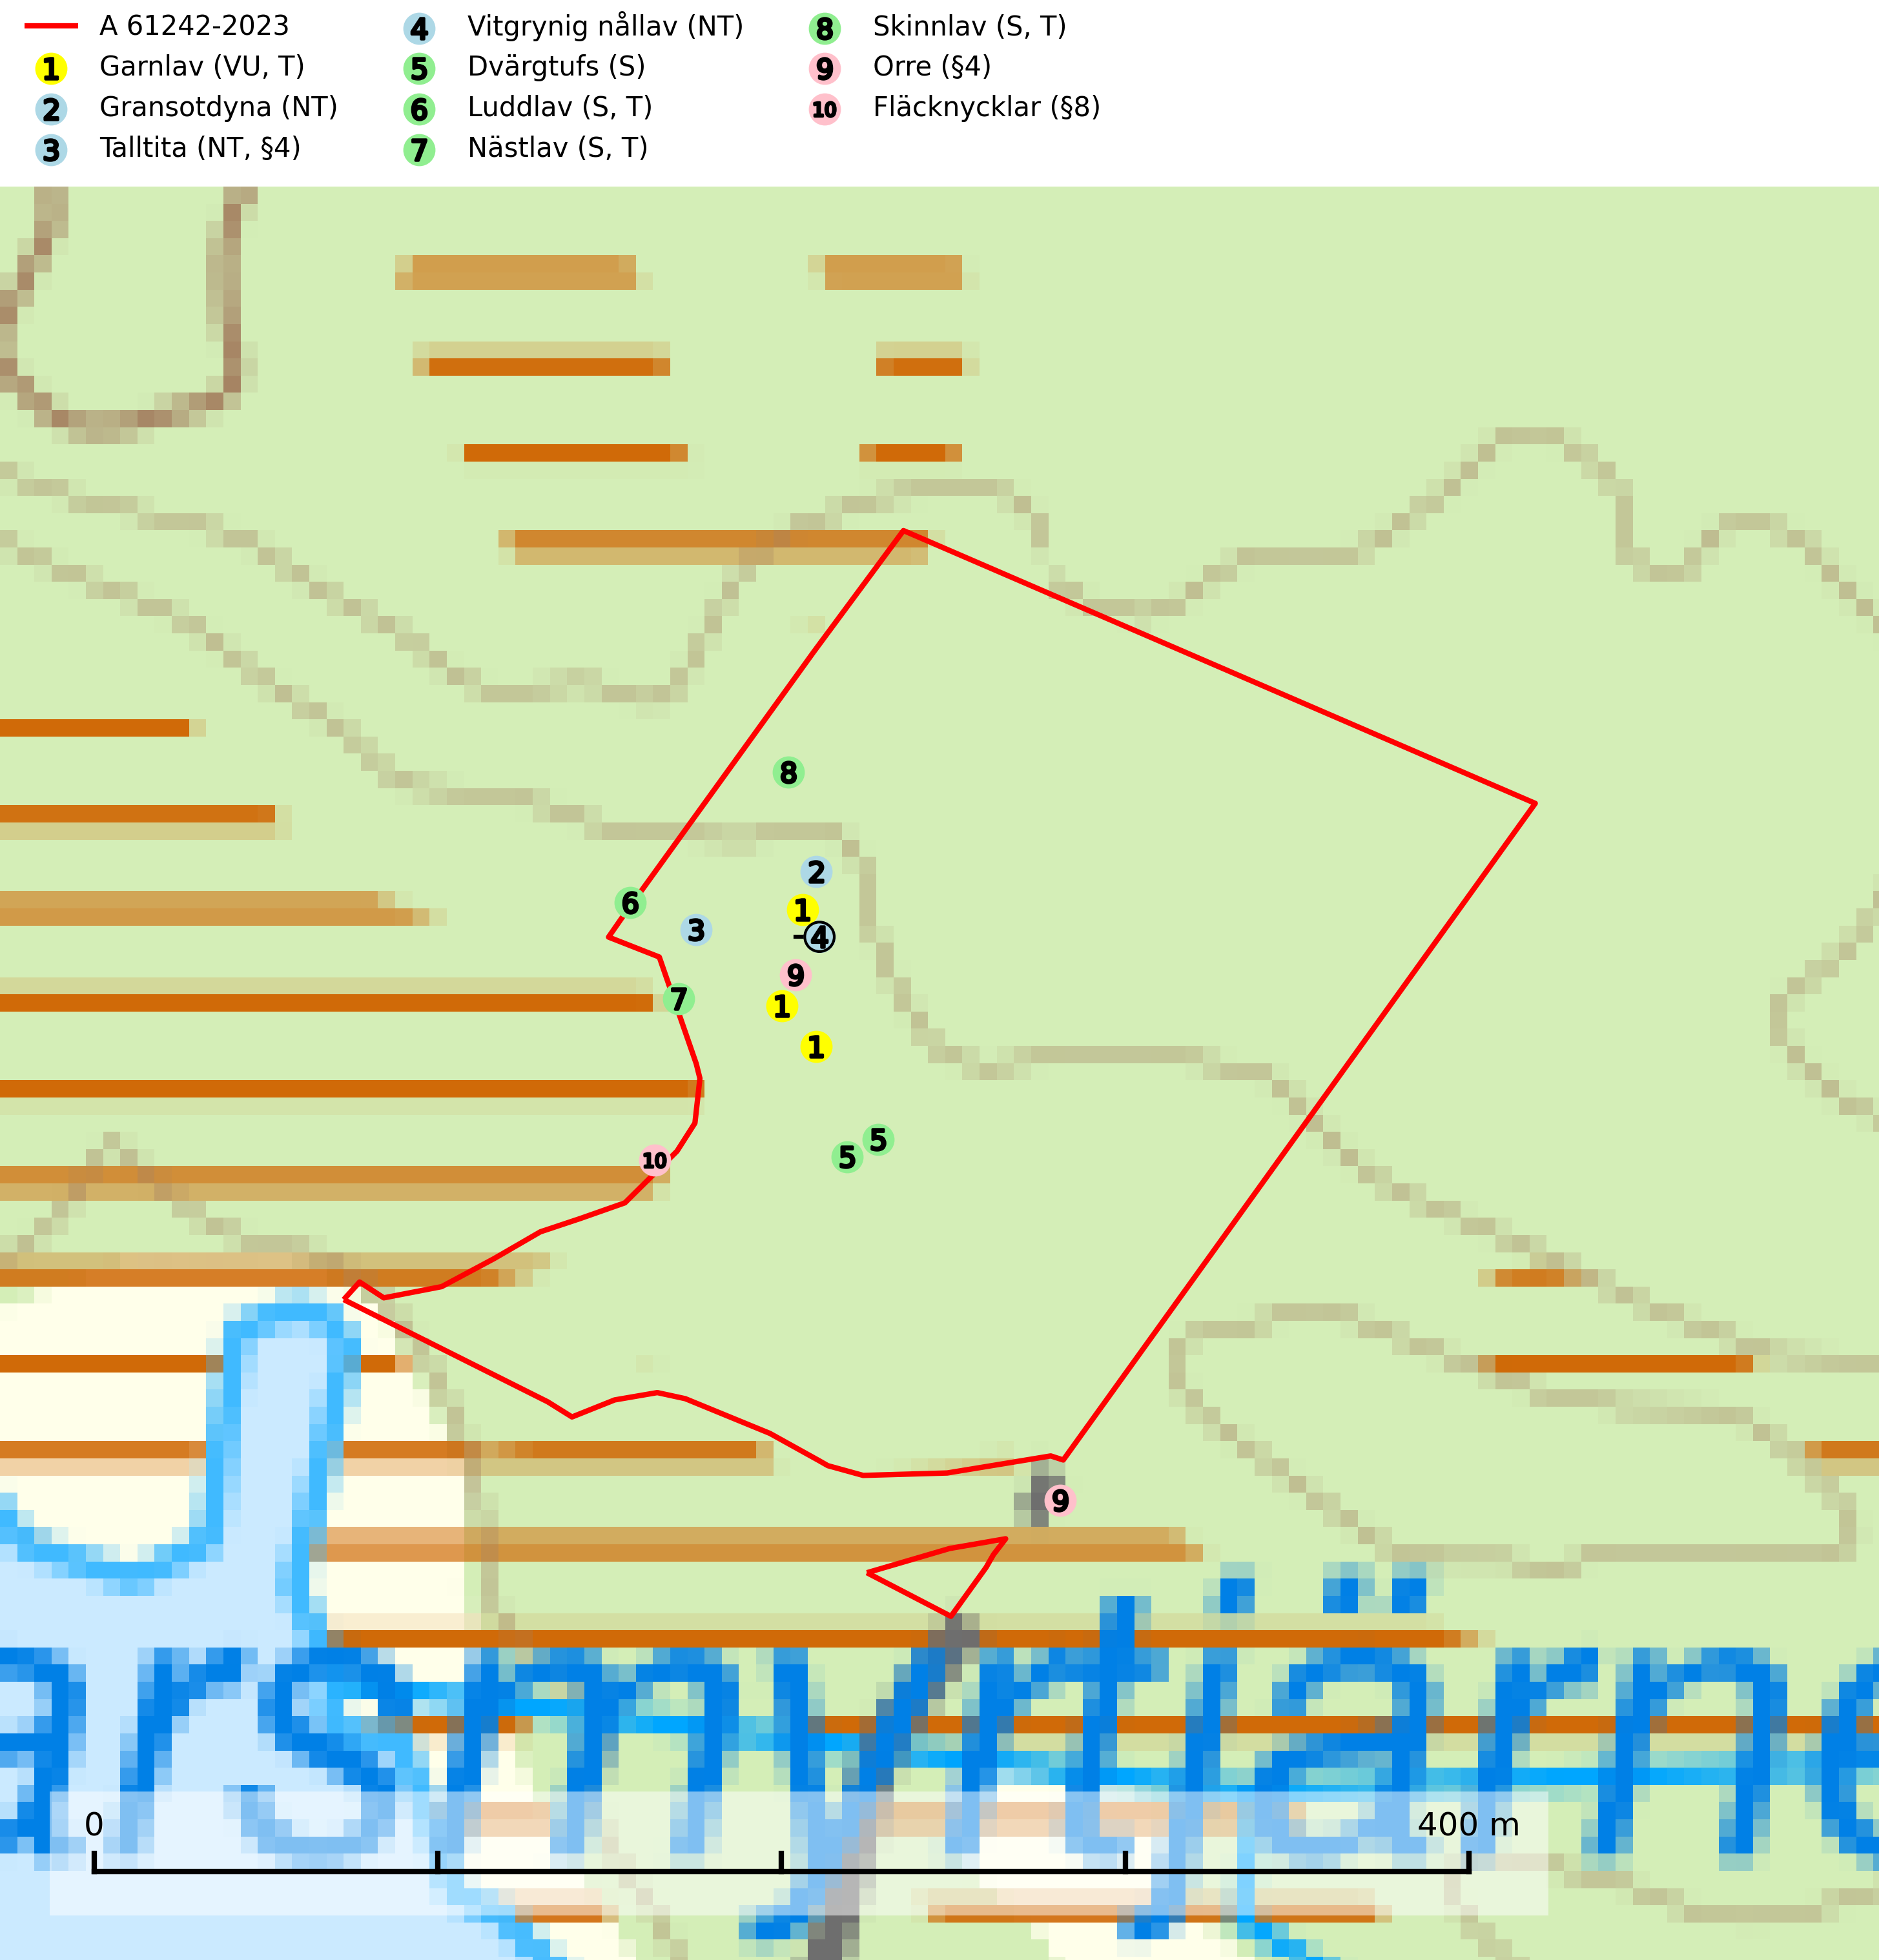 A 61242-2023
1 Garnlav (VU, T)
2 Gransotdyna (NT)
3 Talltita (NT, §4)
4 Vitgrynig nållav (NT)
5 Dvärgtufs (S)
6 Luddlav (S, T)
7 Nästlav (S, T)
8 Skinnlav (S, T)
9 Orre (§4)
10 Fläcknycklar (§8)
8
2
6
1
3
4
9
7
1
1
5
5
10
9
0 400 m